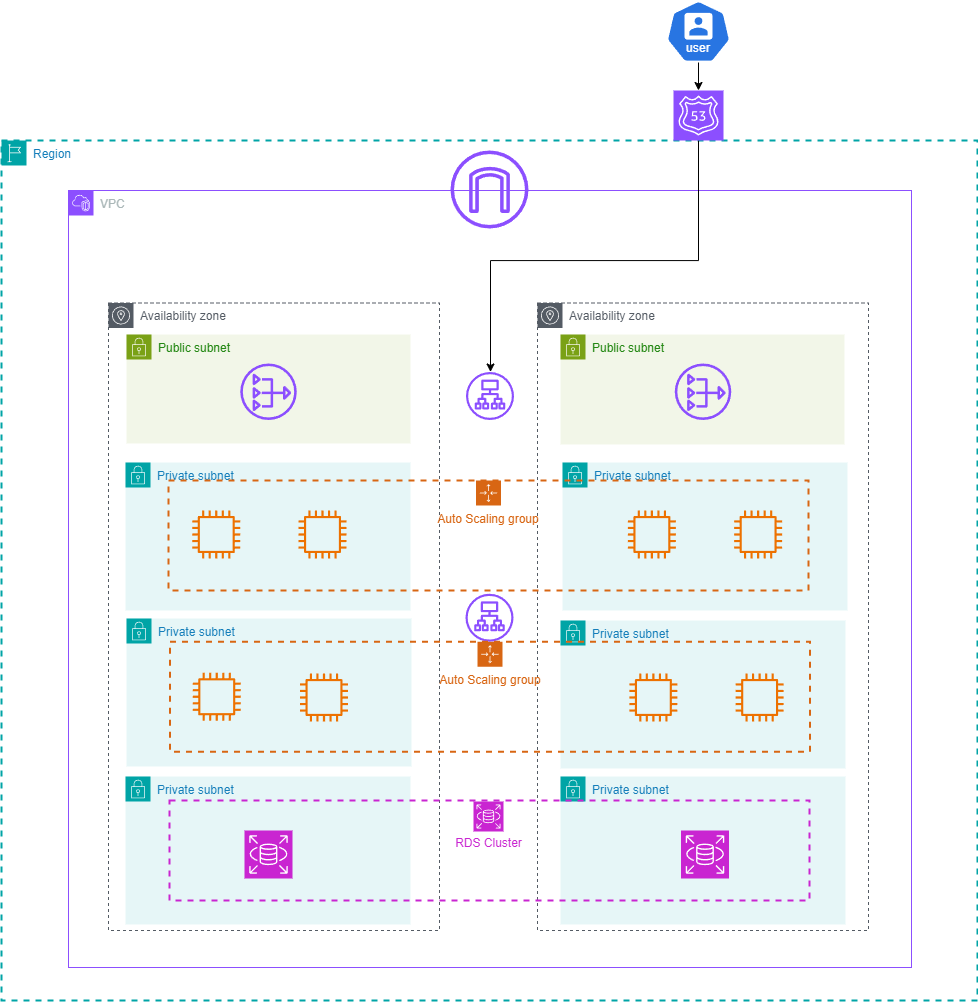 user
53
Region
VPC
Availability zone
Availability zone
Public subnet
Public subnet
Private subnet
Private subnet
Auto Scaling group
Private subnet
Private subnet
Auto Scaling group
Private subnet
Private subnet
RDS Cluster